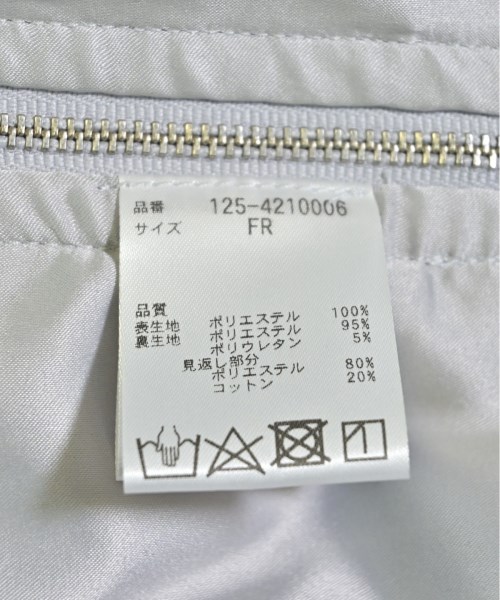 品番 125-4210006
サイズ FR
品質
表生地 ポリエステル 100%
裏生地 ポリエステル 95%
ポリウレタン 5%
見返し部分
ポリエステル 80%
コットン 20%